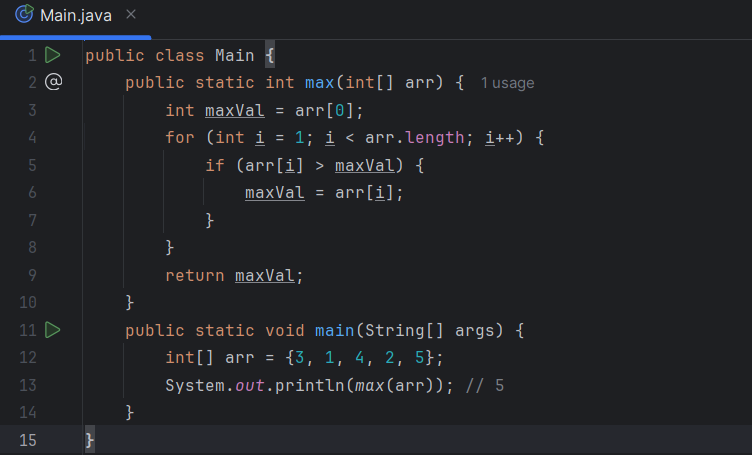 Main.java
1 public class Main {
2 @ public static int max(int[] arr) { 1 usage
3 int maxVal = arr[0];
4 for (int i = 1; i < arr.length; i++) {
5 if (arr[i] > maxVal) {
6 maxVal = arr[i];
7 }
8 }
9 return maxVal;
10 }
11 public static void main(String[] args) {
12 int[] arr = {3, 1, 4, 2, 5};
13 System.out.println(max(arr)); // 5
14 }
15 }